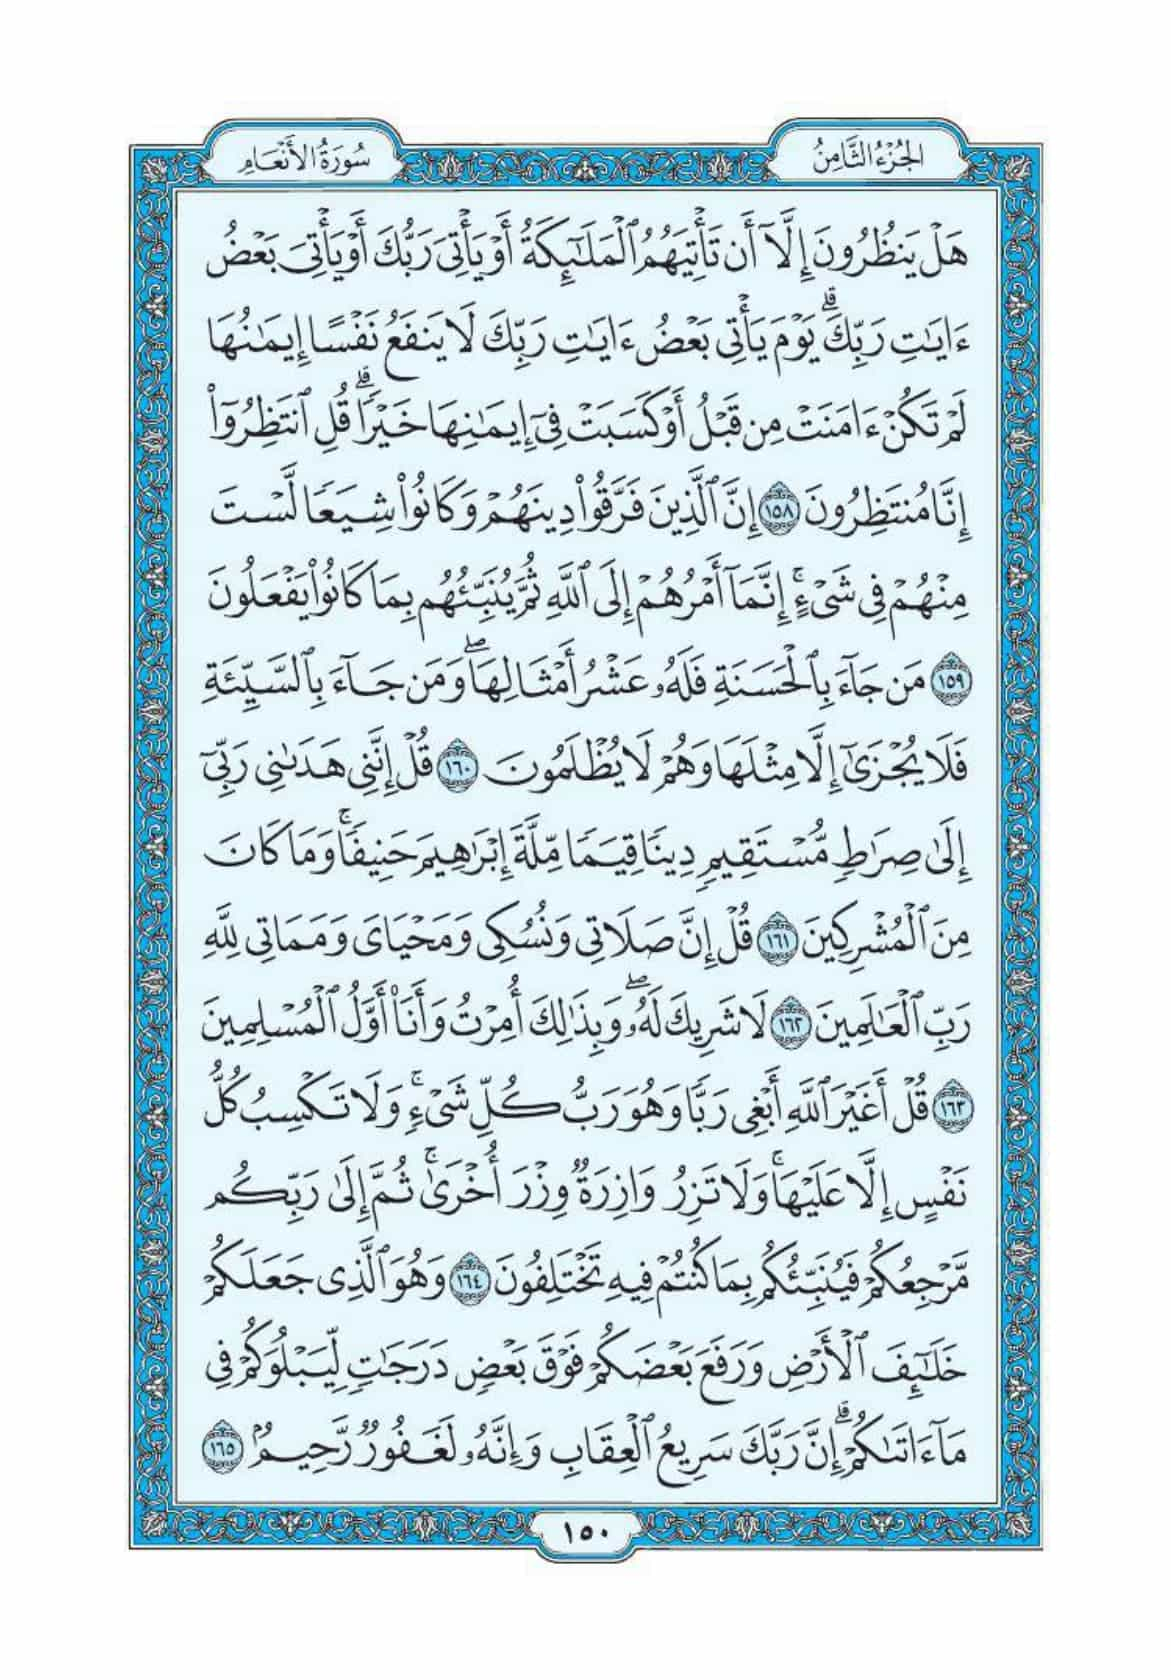 الجُزْءُ الثَّامِنُ
سُورَةُ الأَنْعَامِ
هَلْ يَنظُرُونَ إِلَّآ أَن تَأْتِيَهُمُ ٱلْمَلَٰٓئِكَةُ أَوْ يَأْتِىَ رَبُّكَ أَوْ يَأْتِىَ بَعْضُ
ءَايَٰتِ رَبِّكَ ۗ يَوْمَ يَأْتِى بَعْضُ ءَايَٰتِ رَبِّكَ لَا يَنفَعُ نَفْسًا إِيمَٰنُهَا
لَمْ تَكُنْ ءَامَنَتْ مِن قَبْلُ أَوْ كَسَبَتْ فِىٓ إِيمَٰنِهَا خَيْرًا ۗ قُلِ ٱنتَظِرُوٓا۟
إِنَّا مُنتَظِرُونَ ١٥٨ إِنَّ ٱلَّذِينَ فَرَّقُوا۟ دِينَهُمْ وَكَانُوا۟ شِيَعًا لَّسْتَ
مِنْهُمْ فِى شَىْءٍ ۚ إِنَّمَآ أَمْرُهُمْ إِلَى ٱللَّهِ ثُمَّ يُنَبِّئُهُم بِمَا كَانُوا۟ يَفْعَلُونَ
١٥٩ مَن جَآءَ بِٱلْحَسَنَةِ فَلَهُۥ عَشْرُ أَمْثَالِهَا ۖ وَمَن جَآءَ بِٱلسَّيِّئَةِ
فَلَا يُجْزَىٰٓ إِلَّا مِثْلَهَا وَهُمْ لَا يُظْلَمُونَ ١٦٠ قُلْ إِنَّنِى هَدَىٰنِى رَبِّىٓ
إِلَىٰ صِرَٰطٍ مُّسْتَقِيمٍ دِينًا قِيَمًا مِّلَّةَ إِبْرَٰهِيمَ حَنِيفًا ۚ وَمَا كَانَ
مِنَ ٱلْمُشْرِكِينَ ١٦١ قُلْ إِنَّ صَلَاتِى وَنُسُكِى وَمَحْيَاىَ وَمَمَاتِى لِلَّهِ
رَبِّ ٱلْعَٰلَمِينَ ١٦٢ لَا شَرِيكَ لَهُۥ ۖ وَبِذَٰلِكَ أُمِرْتُ وَأَنَا۠ أَوَّلُ ٱلْمُسْلِمِينَ
١٦٣ قُلْ أَغَيْرَ ٱللَّهِ أَبْغِى رَبًّا وَهُوَ رَبُّ كُلِّ شَىْءٍ ۚ وَلَا تَكْسِبُ كُلُّ
نَفْسٍ إِلَّا عَلَيْهَا ۚ وَلَا تَزِرُ وَازِرَةٌ وِزْرَ أُخْرَىٰ ۚ ثُمَّ إِلَىٰ رَبِّكُم
مَّرْجِعُكُمْ فَيُنَبِّئُكُم بِمَا كُنتُمْ فِيهِ تَخْتَلِفُونَ ١٦٤ وَهُوَ ٱلَّذِى جَعَلَكُمْ
خَلَٰٓئِفَ ٱلْأَرْضِ وَرَفَعَ بَعْضَكُمْ فَوْقَ بَعْضٍ دَرَجَٰتٍ لِّيَبْلُوَكُمْ فِى
مَآ ءَاتَىٰكُمْ ۗ إِنَّ رَبَّكَ سَرِيعُ ٱلْعِقَابِ وَإِنَّهُۥ لَغَفُورٌ رَّحِيمٌۢ ١٦٥
١٥٠